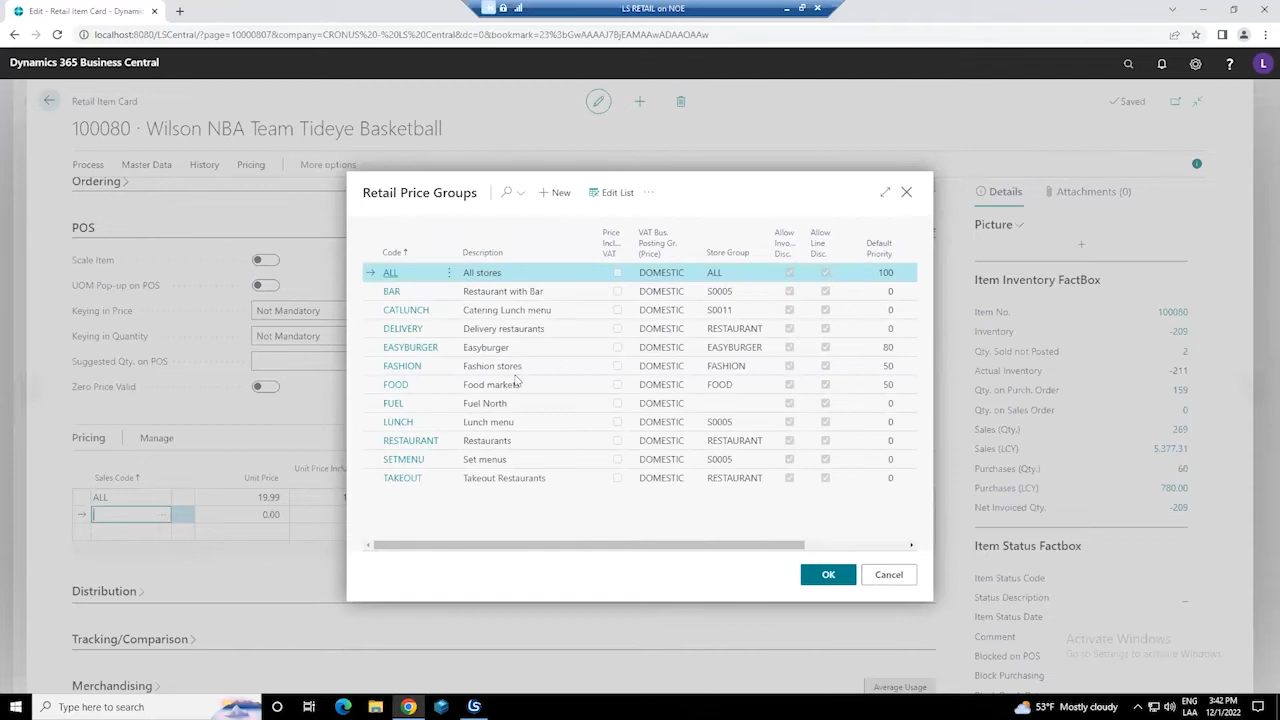 Edit - Retail Item Card - Dynami
LS RETAIL on NOE
localhost:8080/LSCentral/?page=10000807&company=CRONUS%20-%20LS%20Central&dc=0&bookmark=23%3bGwAAAAJ7BjEAMAAwADAAOAAw
Dynamics 365 Business Central
L
Retail Item Card
Saved
100080 · Wilson NBA Team Tideye Basketball
Process Master Data History Pricing More options
Ordering
POS
Scale Item
UOM Pop-up on POS
Keying in Price Not Mandatory
Keying in Quantity Not Mandatory
Suggested Qty. on POS
Zero Price Valid
Pricing Manage
Sales Code Unit Price Unit Price Inclu
ALL 19.99 1
0.00
Distribution
Tracking/Comparison
Merchandising
Retail Price Groups New Edit List
Code Description Price Incl... VAT VAT Bus. Posting Gr. (Price) Store Group Allow Invo... Disc. Allow Line Disc. Default Priority
ALL All stores DOMESTIC ALL 100
BAR Restaurant with Bar DOMESTIC S0005 0
CATLUNCH Catering Lunch menu DOMESTIC S0011 0
DELIVERY Delivery restaurants DOMESTIC RESTAURANT 0
EASYBURGER Easyburger DOMESTIC EASYBURGER 80
FASHION Fashion stores DOMESTIC FASHION 50
FOOD Food markets DOMESTIC FOOD 50
FUEL Fuel North DOMESTIC 0
LUNCH Lunch menu DOMESTIC S0005 0
RESTAURANT Restaurants DOMESTIC RESTAURANT 0
SETMENU Set menus DOMESTIC S0005 0
TAKEOUT Takeout Restaurants DOMESTIC RESTAURANT 0
OK Cancel
Details Attachments (0)
Picture
Item Inventory FactBox
Item No. 100080
Inventory -209
Qty. Sold not Posted 2
Actual Inventory -211
Qty. on Purch. Order 159
Qty. on Sales Order 0
Sales (Qty.) 269
Sales (LCY) 5,377.31
Purchases (Qty.) 60
Purchases (LCY) 780.00
Net Invoiced Qty. -209
Item Status Factbox
Item Status Code
Status Description
Item Status Date
Comment
Blocked on POS
Block Purchasing
Average Usage
Activate Windows
Go to Settings to activate Windows.
Type here to search
53°F Mostly cloudy
ENG
LAA
3:42 PM
12/1/2022